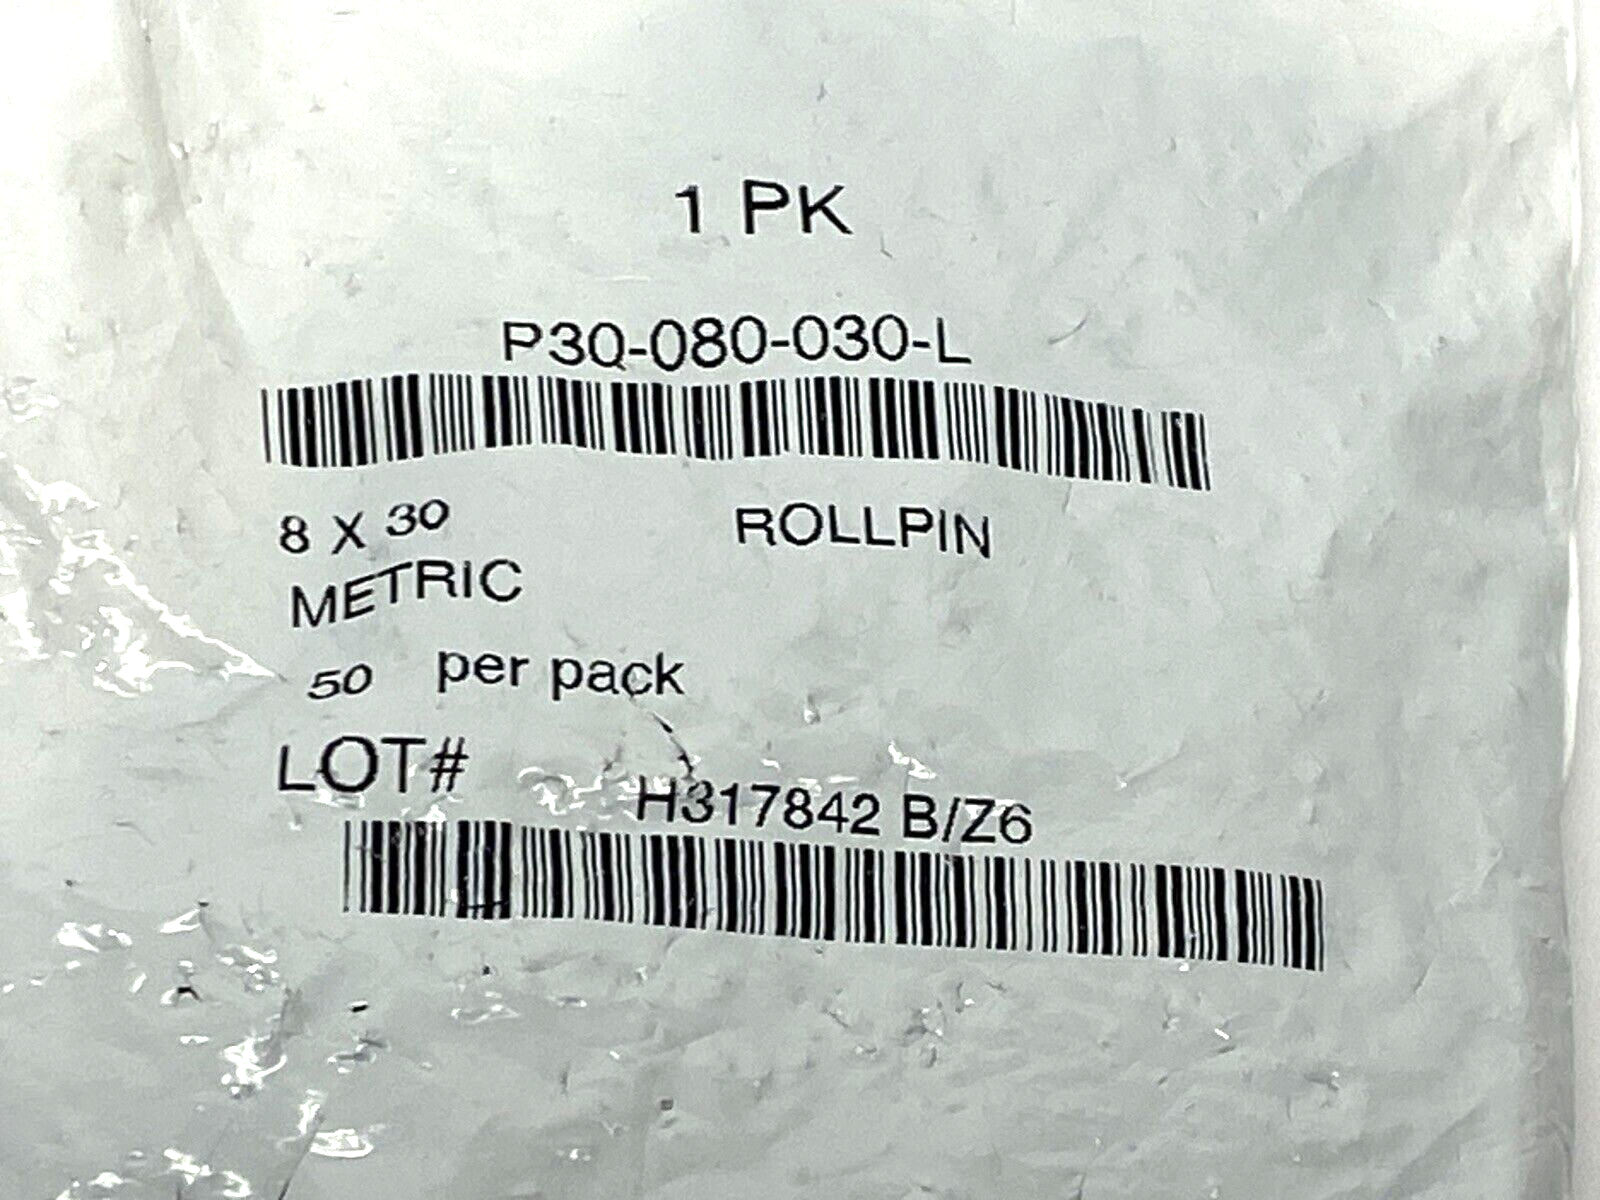 1 PK
P30-080-030-L
8 X 30 ROLLPIN
METRIC
50 per pack
LOT#
H317842 B/Z6